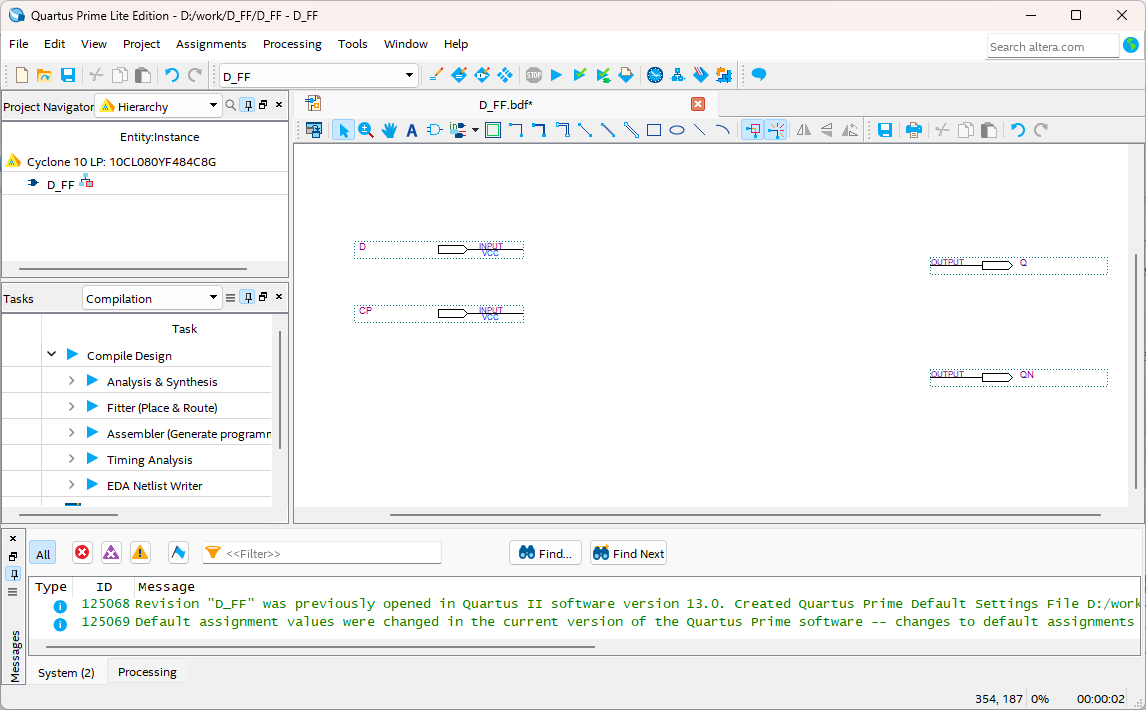 Quartus Prime Lite Edition - D:/work/D_FF/D_FF - D_FF
File Edit View Project Assignments Processing Tools Window Help
Search altera.com
D_FF
STOP
Project Navigator Hierarchy
Entity:Instance
Cyclone 10 LP: 10CL080YF484C8G
D_FF
Tasks Compilation
Task
Compile Design
Analysis & Synthesis
Fitter (Place & Route)
Assembler (Generate programm
Timing Analysis
EDA Netlist Writer
D_FF.bdf*
A
D INPUT
VCC
CP INPUT
VCC
OUTPUT Q
OUTPUT QN
All <<Filter>> Find... Find Next
Type ID Message
125068 Revision "D_FF" was previously opened in Quartus II software version 13.0. Created Quartus Prime Default Settings File D:/work
125069 Default assignment values were changed in the current version of the Quartus Prime software -- changes to default assignments
Messages
System (2) Processing
354, 187 0% 00:00:02